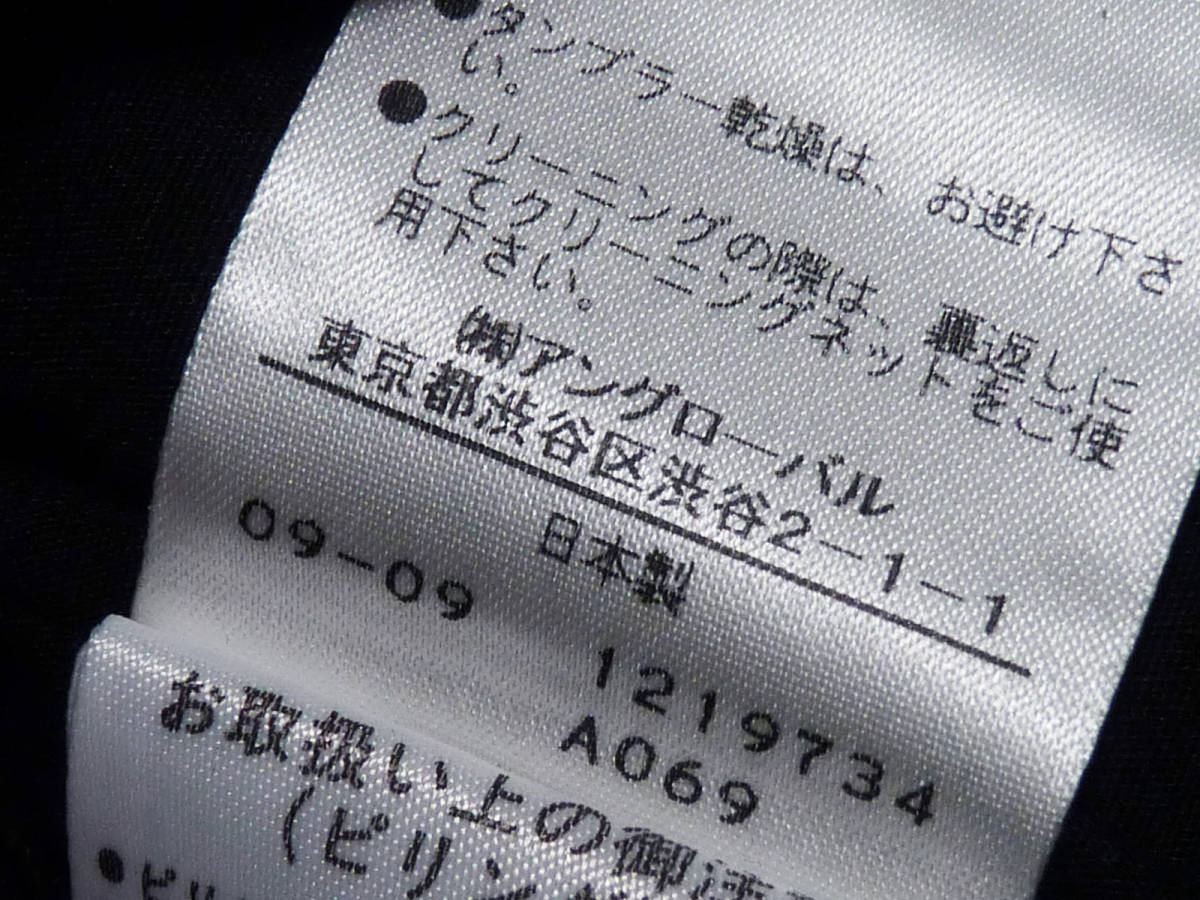 ●タンブラー乾燥は、お避け下さ
い。
●クリーニングの際は、裏返しに
してクリーニングネットをご使
用下さい。
㈱アングローバル
東京都渋谷区渋谷2-1-1
日本製
09-09
1219734
A069
お取扱い上の御注
(ピリン